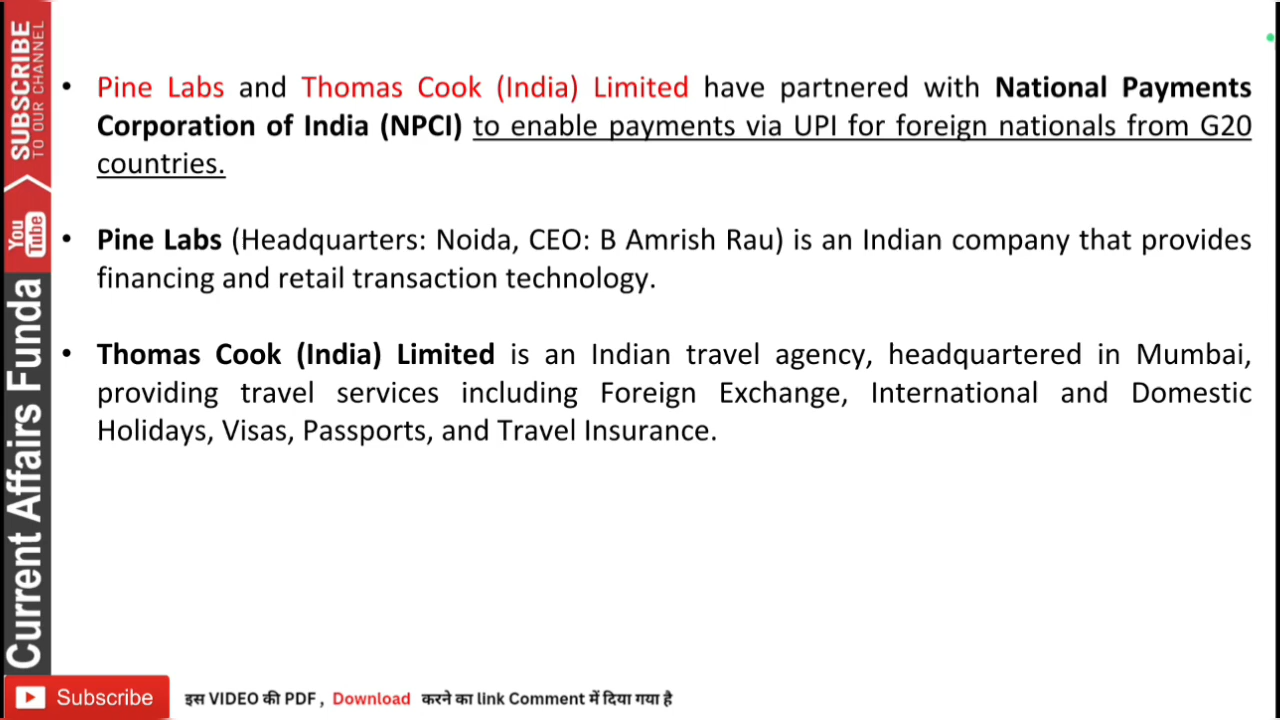 • Pine Labs and Thomas Cook (India) Limited have partnered with National Payments
Corporation of India (NPCI) to enable payments via UPI for foreign nationals from G20
countries.
• Pine Labs (Headquarters: Noida, CEO: B Amrish Rau) is an Indian company that provides
financing and retail transaction technology.
• Thomas Cook (India) Limited is an Indian travel agency, headquartered in Mumbai,
providing travel services including Foreign Exchange, International and Domestic
Holidays, Visas, Passports, and Travel Insurance.
SUBSCRIBE
TO OUR CHANNEL
You
Tube
Current Affairs Funda
Subscribe
इस VIDEO की PDF , Download करने का link Comment में दिया गया है